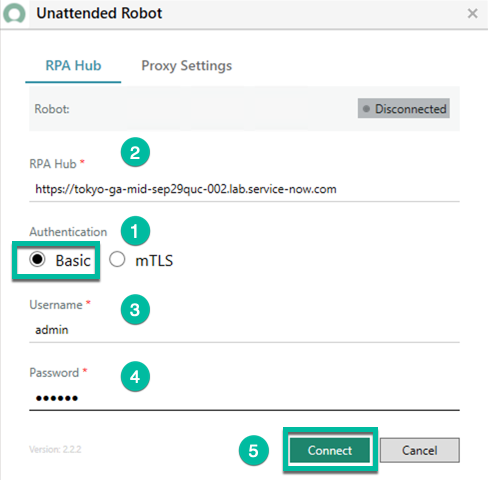 Unattended Robot
RPA Hub Proxy Settings
Robot: Disconnected
2
RPA Hub *
https://tokyo-ga-mid-sep29quc-002.lab.service-now.com
Authentication 1
Basic mTLS
Username * 3
admin
Password * 4
••••••
Version: 2.2.2 5 Connect Cancel